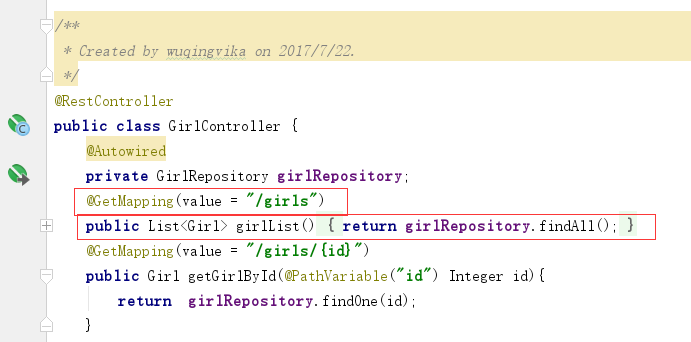 /**
* Created by wuqingvika on 2017/7/22.
*/
@RestController
public class GirlController {
@Autowired
private GirlRepository girlRepository;
@GetMapping(value = "/girls")
public List<Girl> girlList() { return girlRepository.findAll(); }
@GetMapping(value = "/girls/{id}")
public Girl getGirlById(@PathVariable("id") Integer id){
return girlRepository.findOne(id);
}